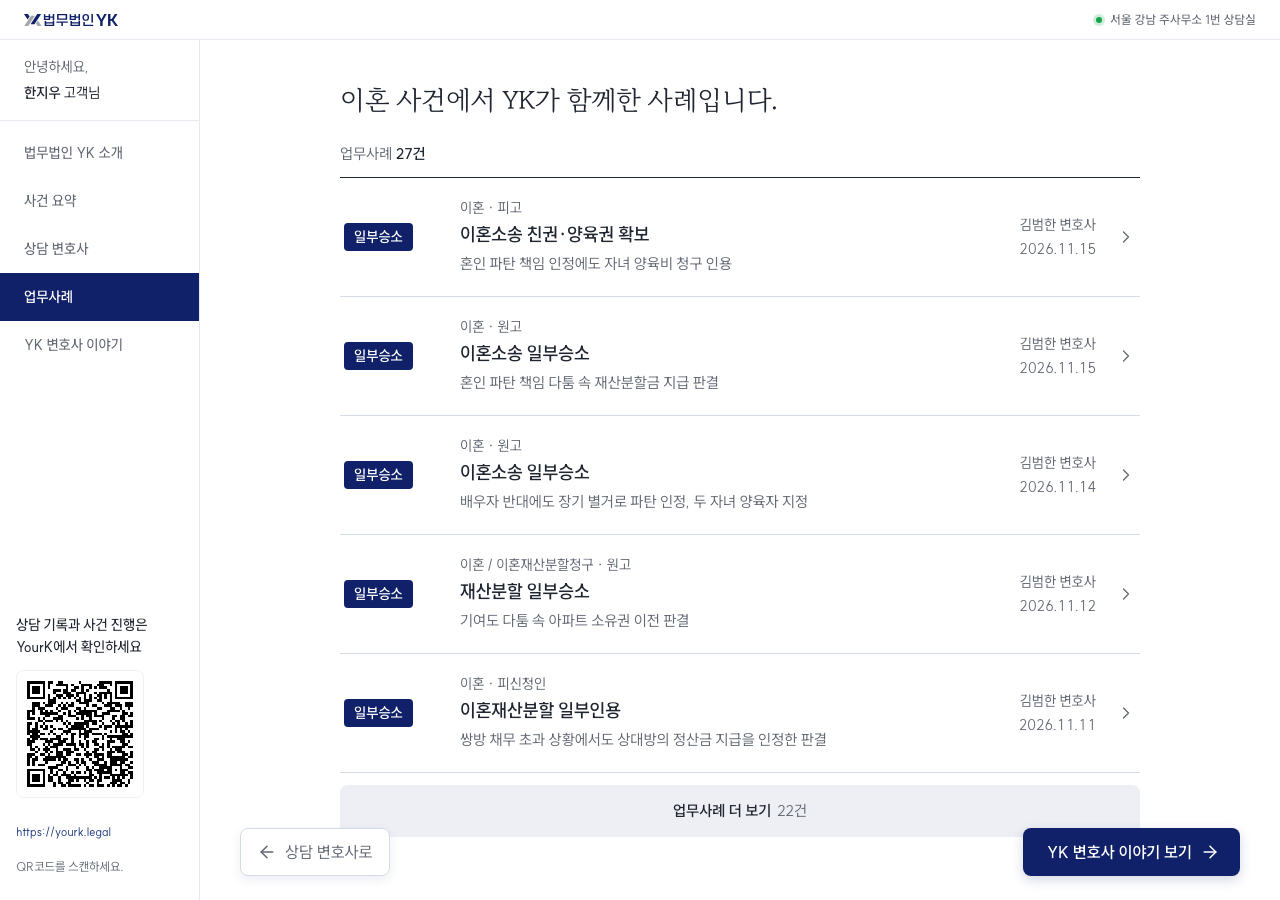 법무법인 YK
서울 강남 주사무소 1번 상담실
안녕하세요,
한지우 고객님
법무법인 YK 소개
사건 요약
상담 변호사
업무사례
YK 변호사 이야기
상담 기록과 사건 진행은
YourK에서 확인하세요
https://yourk.legal
QR코드를 스캔하세요.
이혼 사건에서 YK가 함께한 사례입니다.
업무사례 27건
일부승소
이혼 · 피고
이혼소송 친권·양육권 확보
혼인 파탄 책임 인정에도 자녀 양육비 청구 인용
김범한 변호사
2026.11.15
일부승소
이혼 · 원고
이혼소송 일부승소
혼인 파탄 책임 다툼 속 재산분할금 지급 판결
김범한 변호사
2026.11.15
일부승소
이혼 · 원고
이혼소송 일부승소
배우자 반대에도 장기 별거로 파탄 인정, 두 자녀 양육자 지정
김범한 변호사
2026.11.14
일부승소
이혼 / 이혼재산분할청구 · 원고
재산분할 일부승소
기여도 다툼 속 아파트 소유권 이전 판결
김범한 변호사
2026.11.12
일부승소
이혼 · 피신청인
이혼재산분할 일부인용
쌍방 채무 초과 상황에서도 상대방의 정산금 지급을 인정한 판결
김범한 변호사
2026.11.11
업무사례 더 보기 22건
상담 변호사로
YK 변호사 이야기 보기